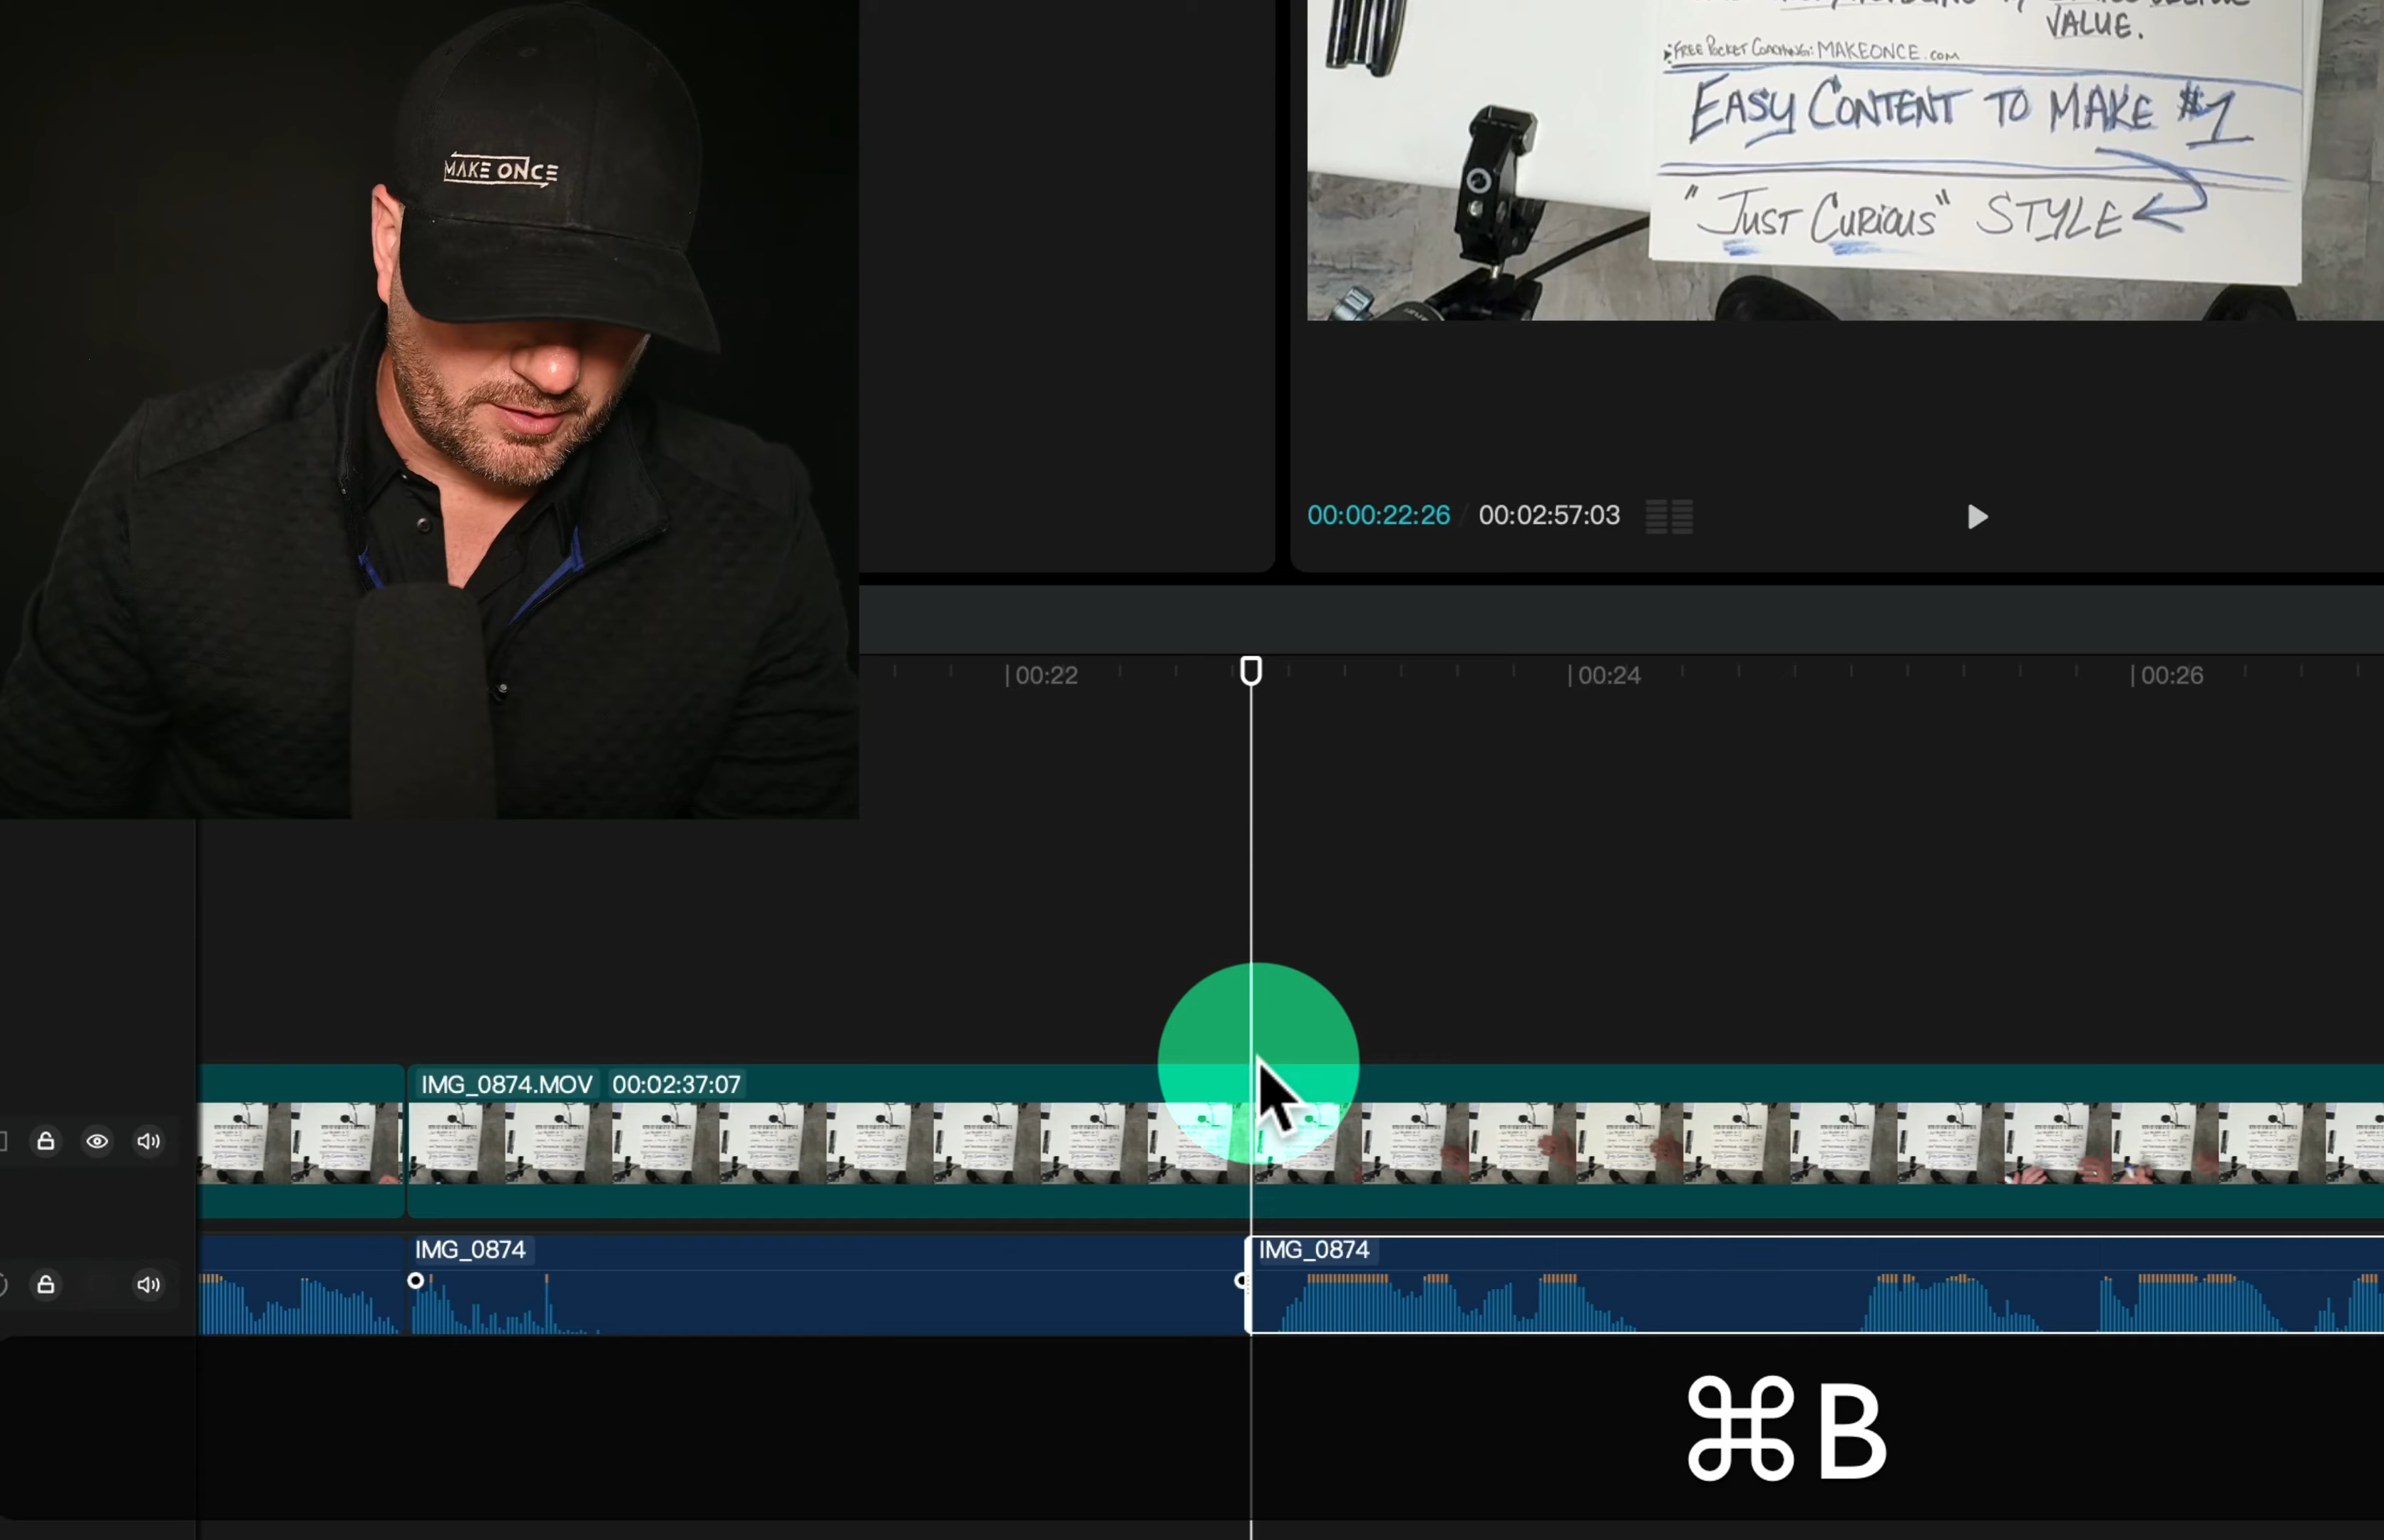 MAKE ONCE
VALUE.
FREE POCKET COACHING: MAKEONCE.com
EASY CONTENT TO MAKE #1
"JUST CURIOUS" STYLE
00:00:22:26 / 00:02:57:03
00:22
00:24
00:26
IMG_0874.MOV 00:02:37:07
IMG_0874
IMG_0874
⌘B